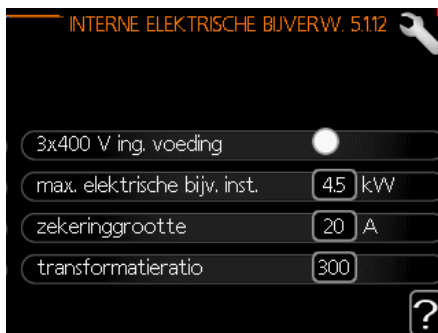 INTERNE ELEKTRISCHE BIJVERW. 5.1.12
3x400 V ing. voeding
max. elektrische bijv. inst. 4.5 kW
zekeringgrootte 20 A
transformatieratio 300
?